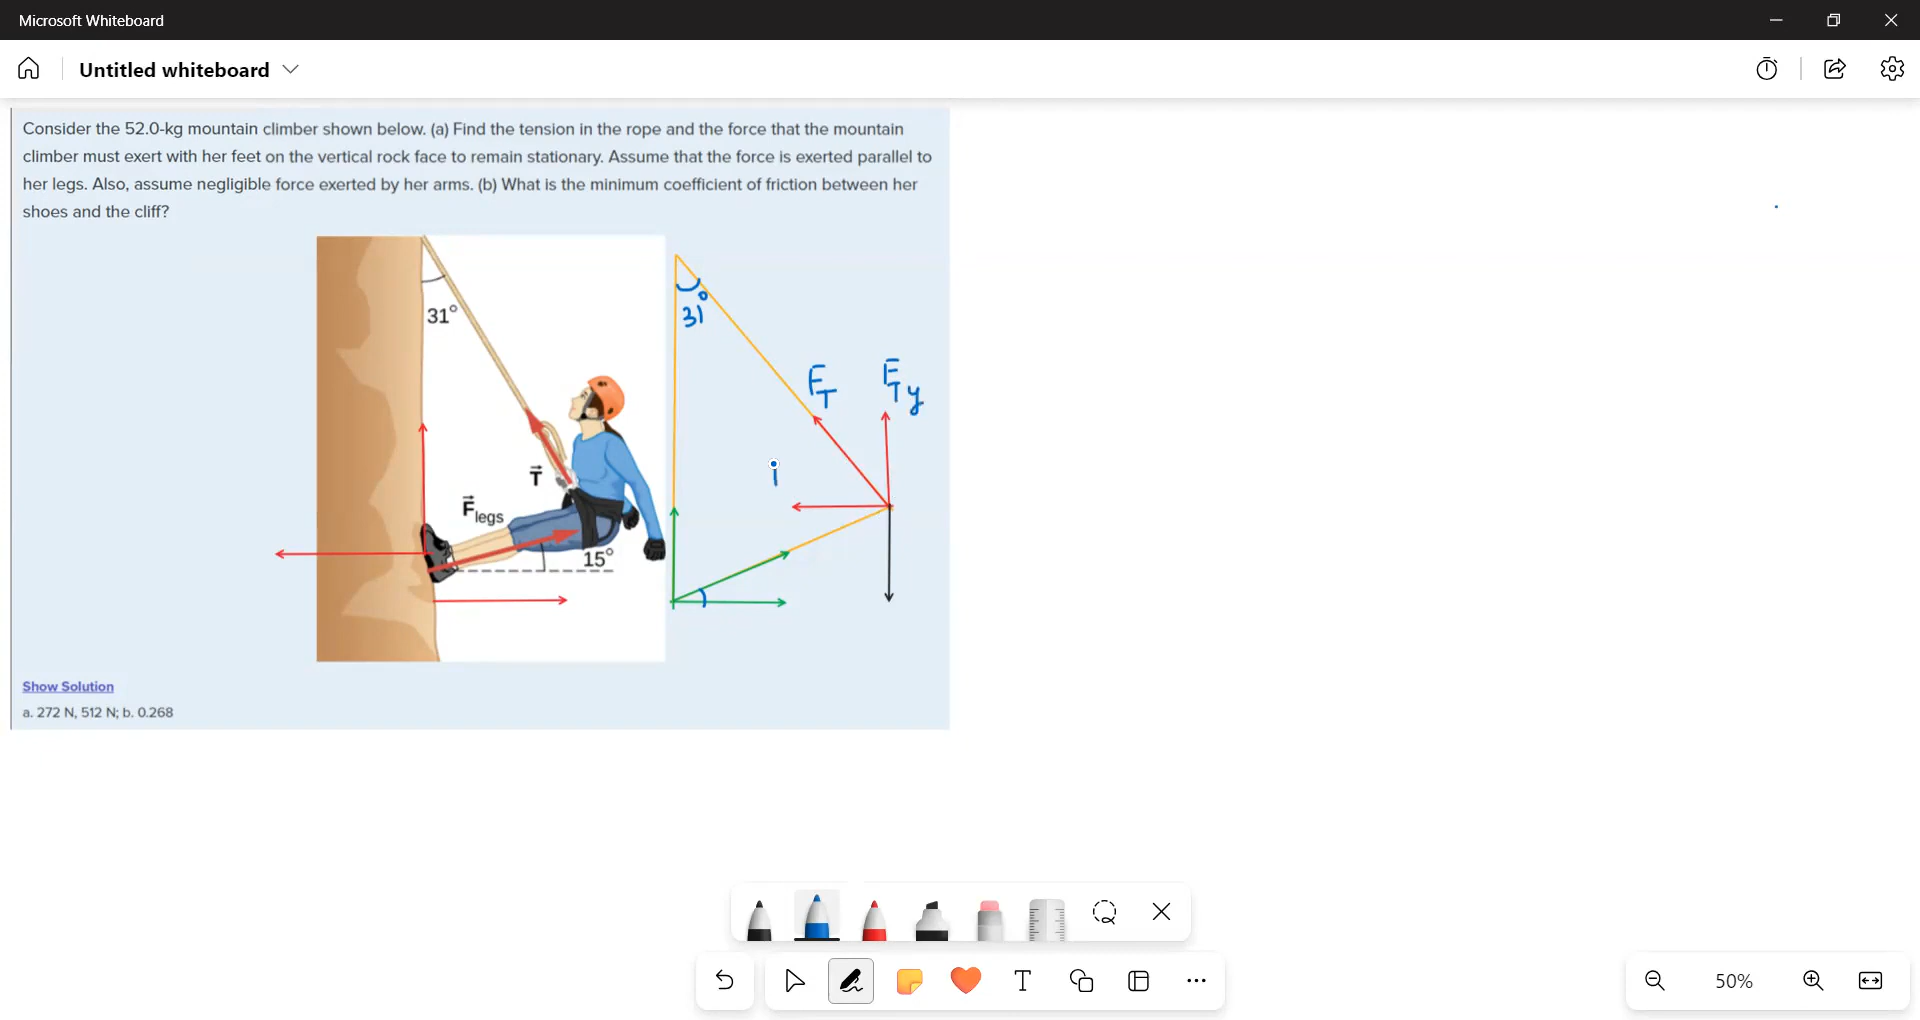 Microsoft Whiteboard
Untitled whiteboard
Consider the 52.0-kg mountain climber shown below. (a) Find the tension in the rope and the force that the mountain
climber must exert with her feet on the vertical rock face to remain stationary. Assume that the force is exerted parallel to
her legs. Also, assume negligible force exerted by her arms. (b) What is the minimum coefficient of friction between her
shoes and the cliff?
31°
T⃗
F⃗legs
15°
31°
F_T
F_Ty
Show Solution
a. 272 N, 512 N; b. 0.268
T
50%